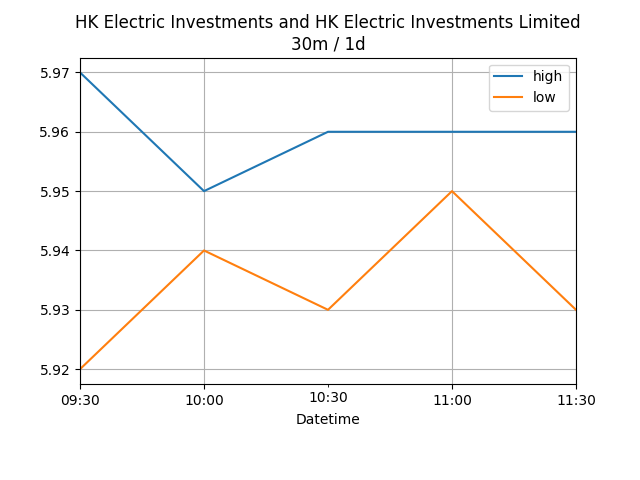 HK Electric Investments and HK Electric Investments Limited
30m / 1d
high
low
5.97
5.96
5.95
5.94
5.93
5.92
09:30
10:00
10:30
11:00
11:30
Datetime